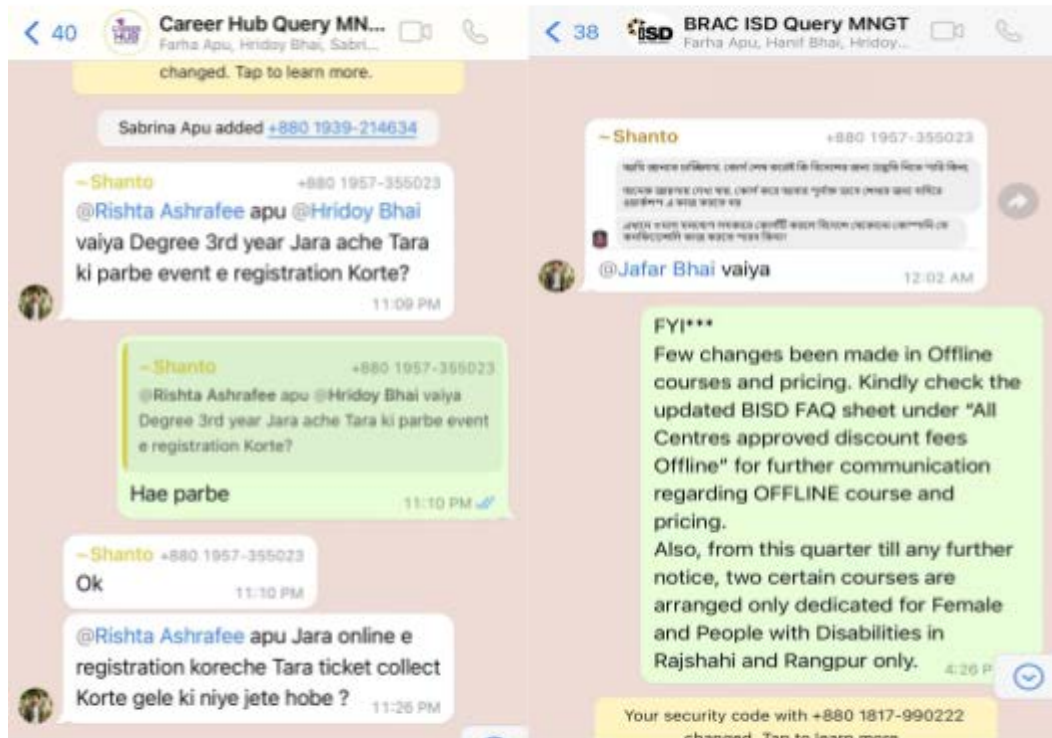 40
Career Hub Query MN...
Farha Apu, Hridoy Bhai, Sabri...
changed. Tap to learn more.
Sabrina Apu added +880 1939-214634
~Shanto +880 1957-355023
@Rishta Ashrafee apu @Hridoy Bhai
vaiya Degree 3rd year Jara ache Tara
ki parbe event e registration Korte?
11:09 PM
~Shanto +880 1957-355023
@Rishta Ashrafee apu @Hridoy Bhai vaiya
Degree 3rd year Jara ache Tara ki parbe event
e registration Korte?
Hae parbe
11:10 PM
~Shanto +880 1957-355023
Ok
11:10 PM
@Rishta Ashrafee apu Jara online e
registration koreche Tara ticket collect
Korte gele ki niye jete hobe ?
11:26 PM
38
ISD
BRAC ISD Query MNGT
Farha Apu, Hanif Bhai, Hridoy...
~Shanto +880 1957-355023
@Jafar Bhai vaiya
12:02 AM
FYI***
Few changes been made in Offline
courses and pricing. Kindly check the
updated BISD FAQ sheet under "All
Centres approved discount fees
Offline" for further communication
regarding OFFLINE course and
pricing.
Also, from this quarter till any further
notice, two certain courses are
arranged only dedicated for Female
and People with Disabilities in
Rajshahi and Rangpur only.
4:26 P
Your security code with +880 1817-990222
changed. Tap to learn more.